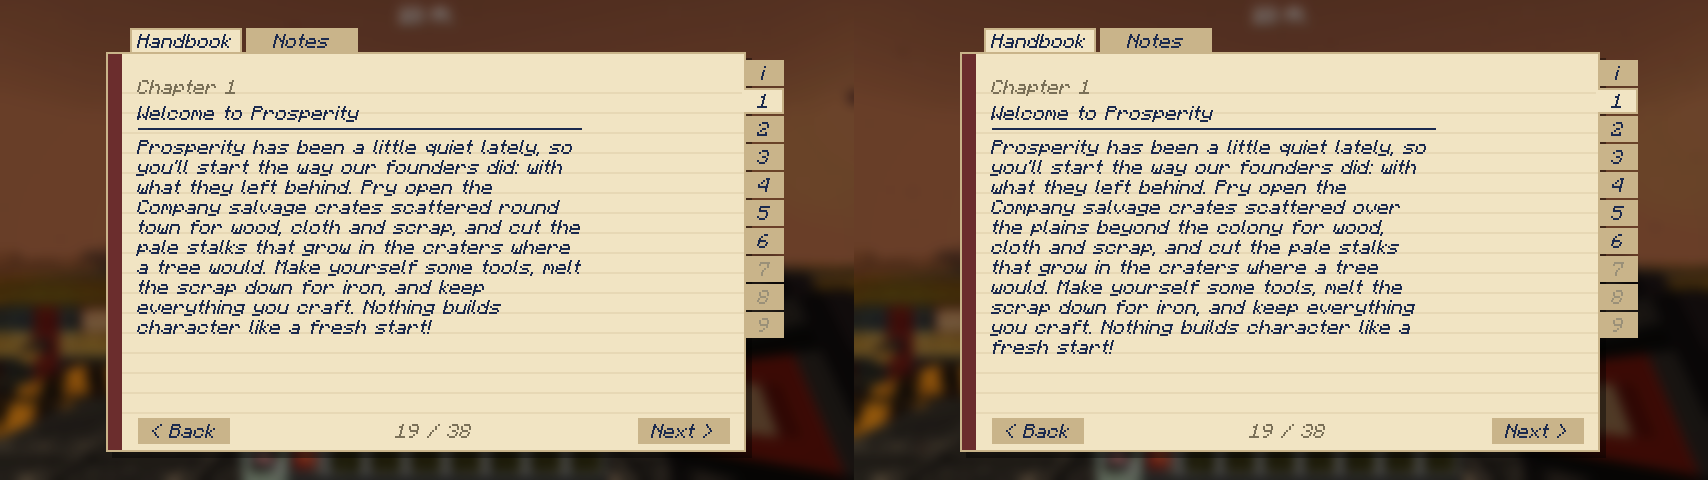 Handbook
Notes
Chapter 1
Welcome to Prosperity
Prosperity has been a little quiet lately, so
you'll start the way our founders did: with
what they left behind. Pry open the
Company salvage crates scattered round
town for wood, cloth and scrap, and cut the
pale stalks that grow in the craters where
a tree would. Make yourself some tools, melt
the scrap down for iron, and keep
everything you craft. Nothing builds
character like a fresh start!
< Back
19 / 38
Next >
i
1
2
3
4
5
6
7
8
9
Handbook
Notes
Chapter 1
Welcome to Prosperity
Prosperity has been a little quiet lately, so
you'll start the way our founders did: with
what they left behind. Pry open the
Company salvage crates scattered over
the plains beyond the colony for wood,
cloth and scrap, and cut the pale stalks
that grow in the craters where a tree
would. Make yourself some tools, melt the
scrap down for iron, and keep everything
you craft. Nothing builds character like a
fresh start!
< Back
19 / 38
Next >
i
1
2
3
4
5
6
7
8
9